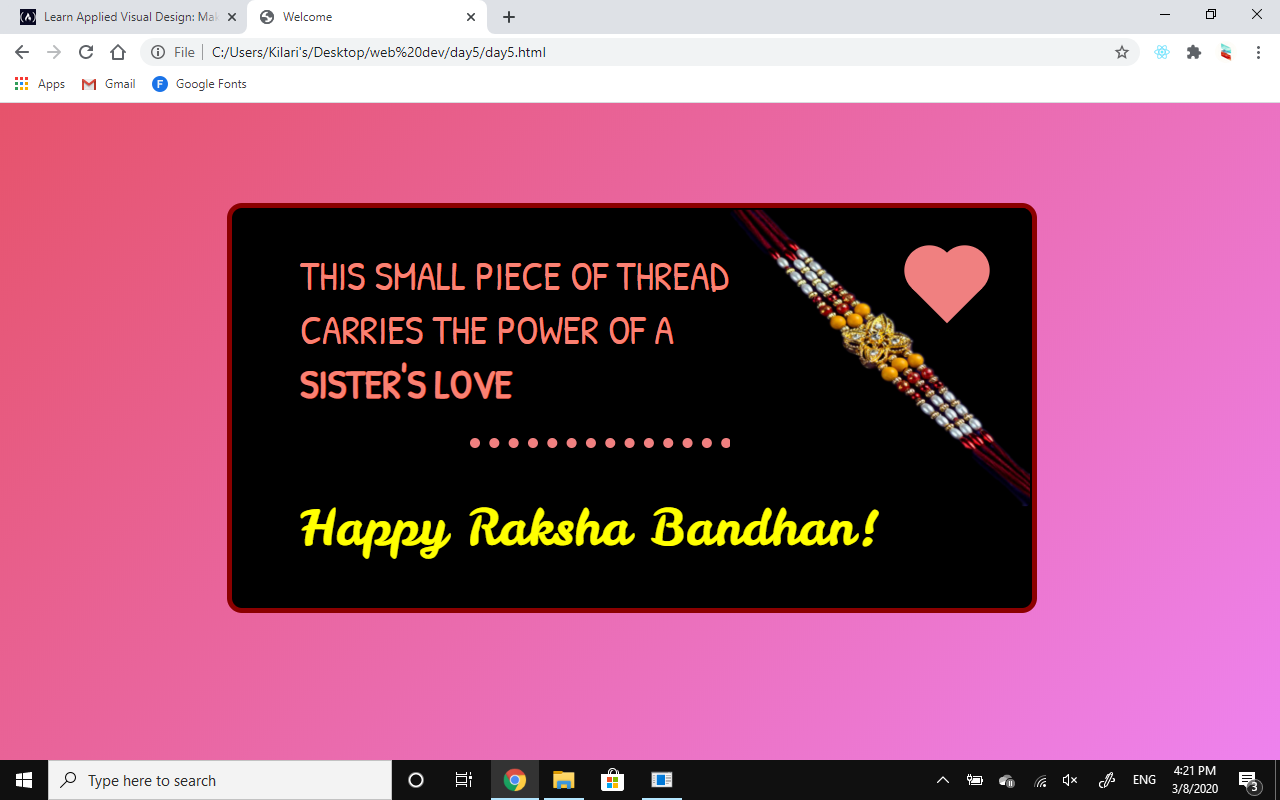 Learn Applied Visual Design: Mak
Welcome
File
C:/Users/Kilari's/Desktop/web%20dev/day5/day5.html
Apps
Gmail
F
Google Fonts
THIS SMALL PIECE OF THREAD
CARRIES THE POWER OF A
SISTER'S LOVE
Happy Raksha Bandhan!
Type here to search
ENG
4:21 PM
3/8/2020
3